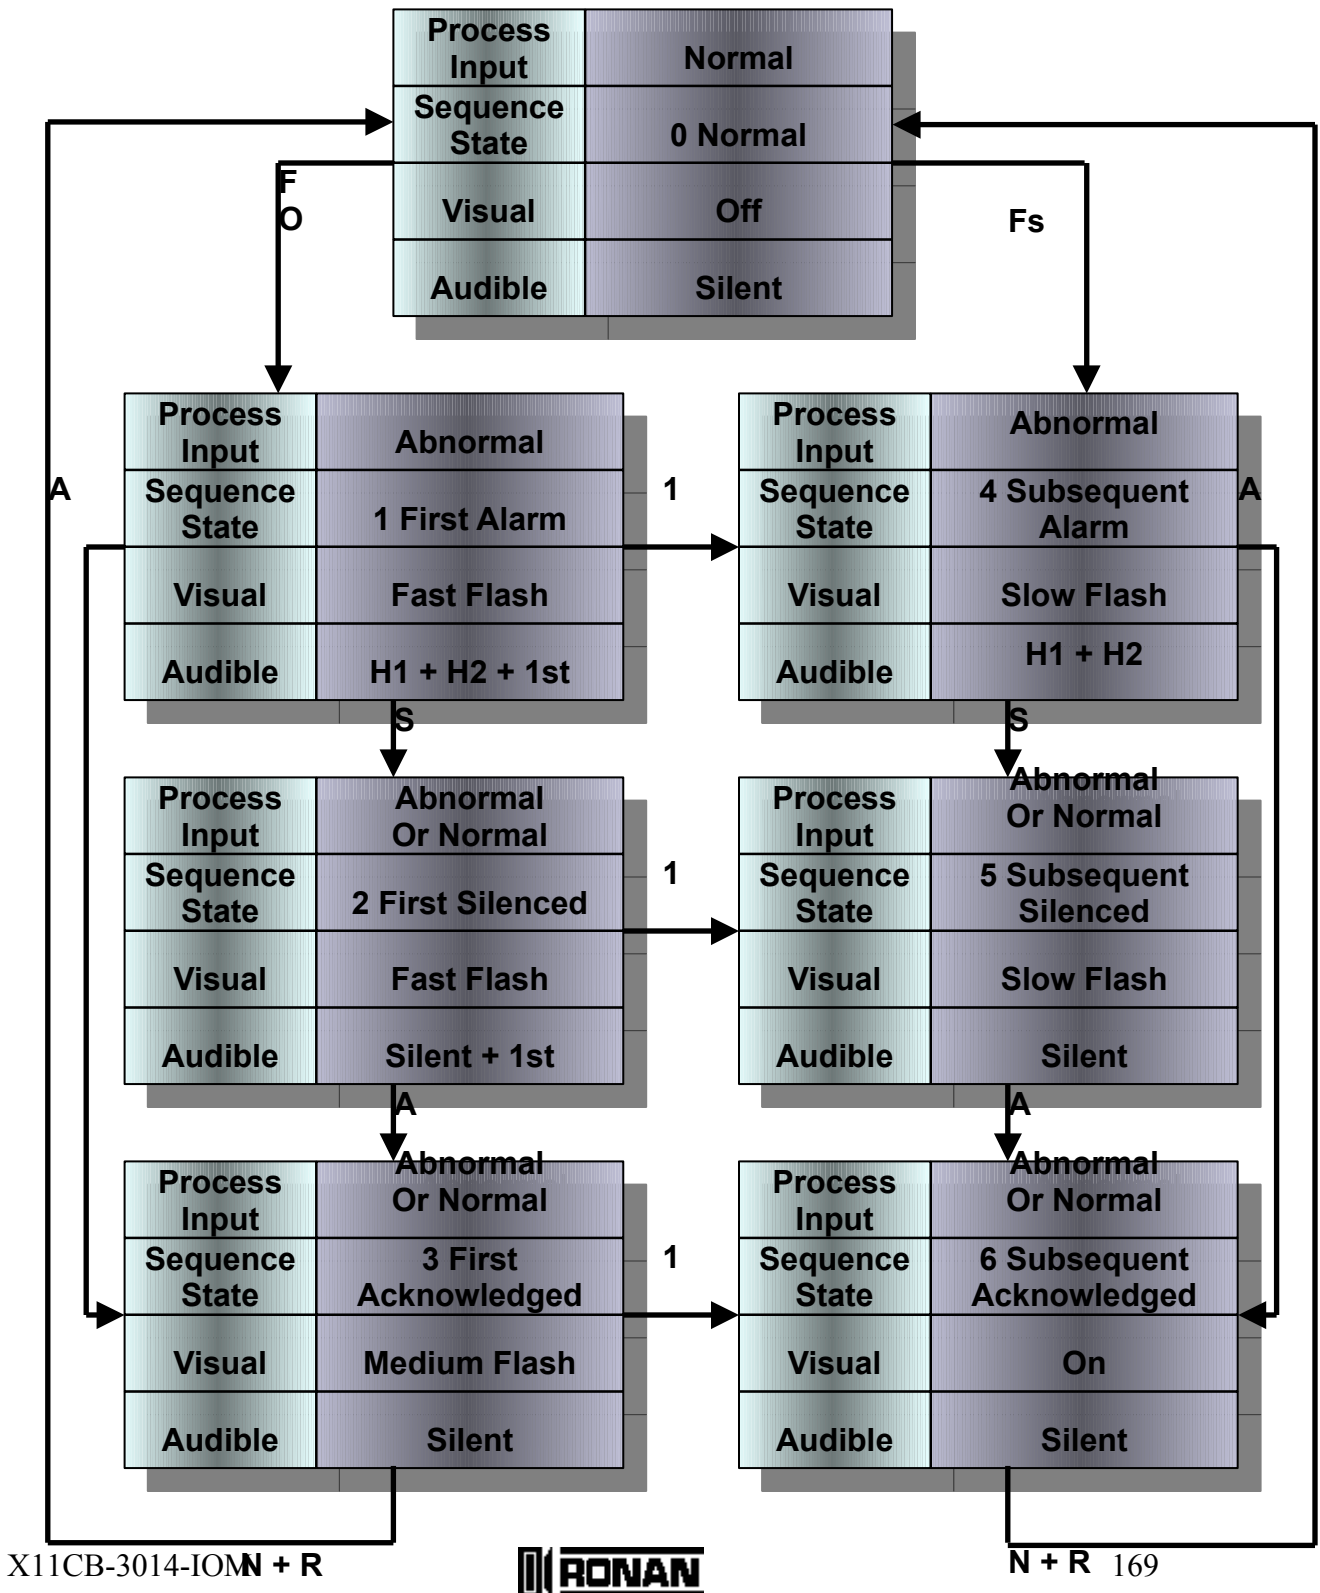 Process
Input
Normal
Sequence
State
0 Normal
Visual
Off
Audible
Silent
F
O
Fs
Process
Input
Abnormal
Sequence
State
1 First Alarm
Visual
Fast Flash
Audible
H1 + H2 + 1st
A
1
Process
Input
Abnormal
Sequence
State
4 Subsequent
Alarm
Visual
Slow Flash
Audible
H1 + H2
A
S
S
Process
Input
Abnormal
Or Normal
Sequence
State
2 First Silenced
Visual
Fast Flash
Audible
Silent + 1st
1
Process
Input
Abnormal
Or Normal
Sequence
State
5 Subsequent
Silenced
Visual
Slow Flash
Audible
Silent
A
A
Process
Input
Abnormal
Or Normal
Sequence
State
3 First
Acknowledged
Visual
Medium Flash
Audible
Silent
1
Process
Input
Abnormal
Or Normal
Sequence
State
6 Subsequent
Acknowledged
Visual
On
Audible
Silent
N + R
N + R
X11CB-3014-IOM
RONAN
169